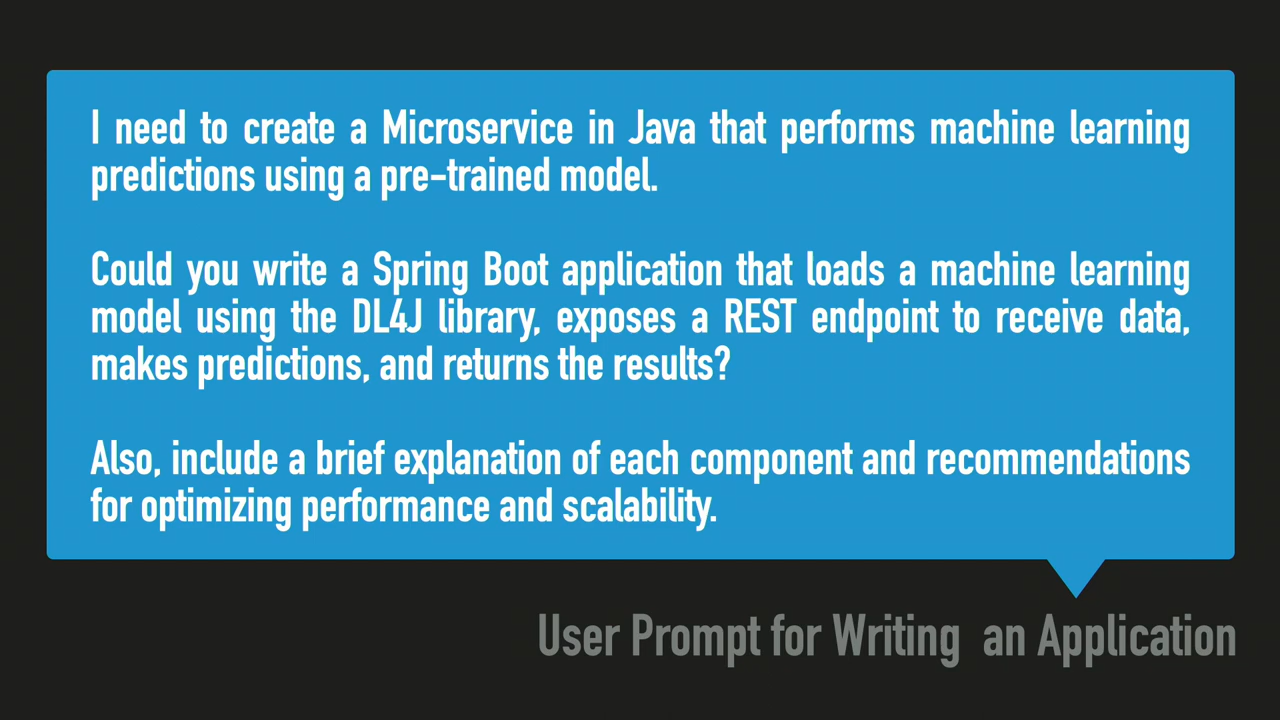 I need to create a Microservice in Java that performs machine learning
predictions using a pre-trained model.
Could you write a Spring Boot application that loads a machine learning
model using the DL4J library, exposes a REST endpoint to receive data,
makes predictions, and returns the results?
Also, include a brief explanation of each component and recommendations
for optimizing performance and scalability.
User Prompt for Writing  an Application